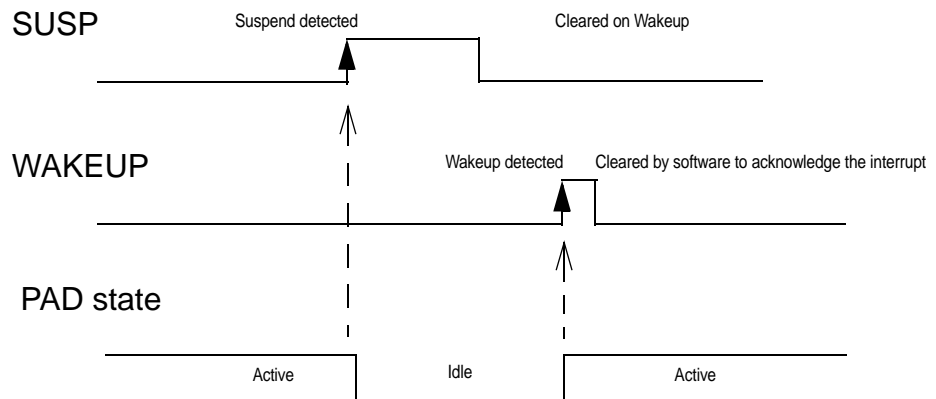 SUSP
Suspend detected
Cleared on Wakeup
WAKEUP
Wakeup detected
Cleared by software to acknowledge the interrupt
PAD state
Active
Idle
Active